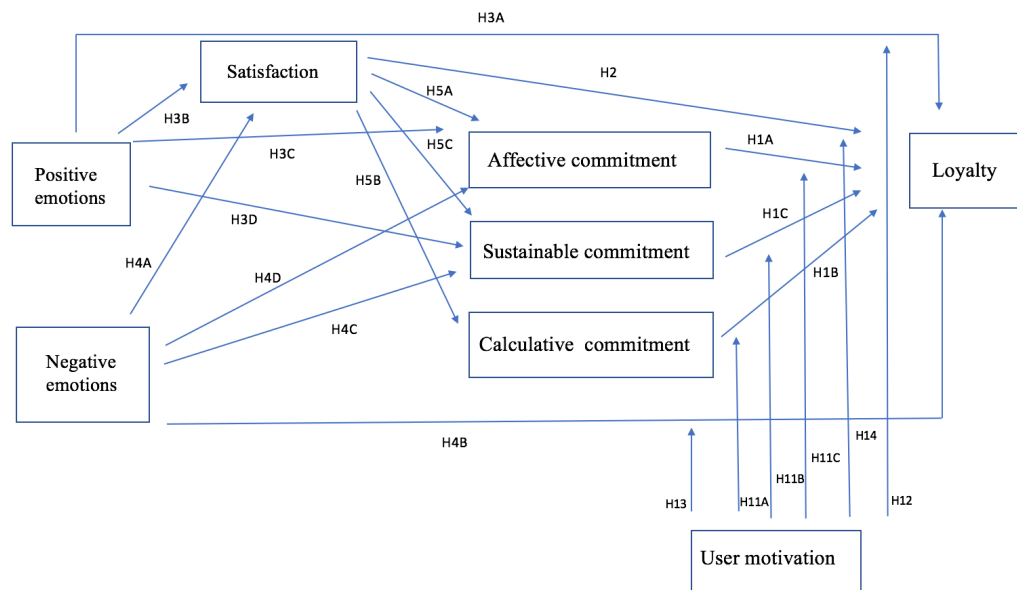 H3A
Satisfaction
H2
H5A
H3B
H3C
H5C
H1A
Affective commitment
Loyalty
Positive
emotions
H5B
H3D
H1C
Sustainable commitment
H4A
H4D
H1B
H4C
Calculative  commitment
Negative
emotions
H4B
H14
H11C
H11B
H13
H11A
H12
User motivation